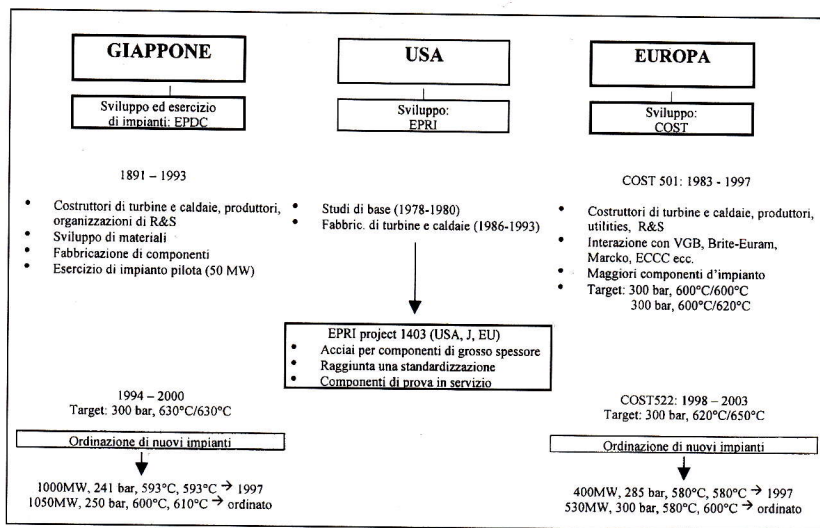 GIAPPONE
Sviluppo ed esercizio
di impianti: EPDC
1891 – 1993
• Costruttori di turbine e caldaie, produttori,
organizzazioni di R&S
• Sviluppo di materiali
• Fabbricazione di componenti
• Esercizio di impianto pilota (50 MW)
1994 – 2000
Target: 300 bar, 630°C/630°C
Ordinazione di nuovi impianti
1000MW, 241 bar, 593°C, 593°C → 1997
1050MW, 250 bar, 600°C, 610°C → ordinato
USA
Sviluppo:
EPRI
• Studi di base (1978-1980)
• Fabbric. di turbine e caldaie (1986-1993)
EPRI project 1403 (USA, J, EU)
• Acciai per componenti di grosso spessore
• Raggiunta una standardizzazione
• Componenti di prova in servizio
EUROPA
Sviluppo:
COST
COST 501: 1983 - 1997
• Costruttori di turbine e caldaie, produttori,
utilities, R&S
• Interazione con VGB, Brite-Euram,
Marcko, ECCC ecc.
• Maggiori componenti d'impianto
• Target: 300 bar, 600°C/600°C
300 bar, 600°C/620°C
COST522: 1998 – 2003
Target: 300 bar, 620°C/650°C
Ordinazione di nuovi impianti
400MW, 285 bar, 580°C, 580°C → 1997
530MW, 300 bar, 580°C, 600°C → ordinato